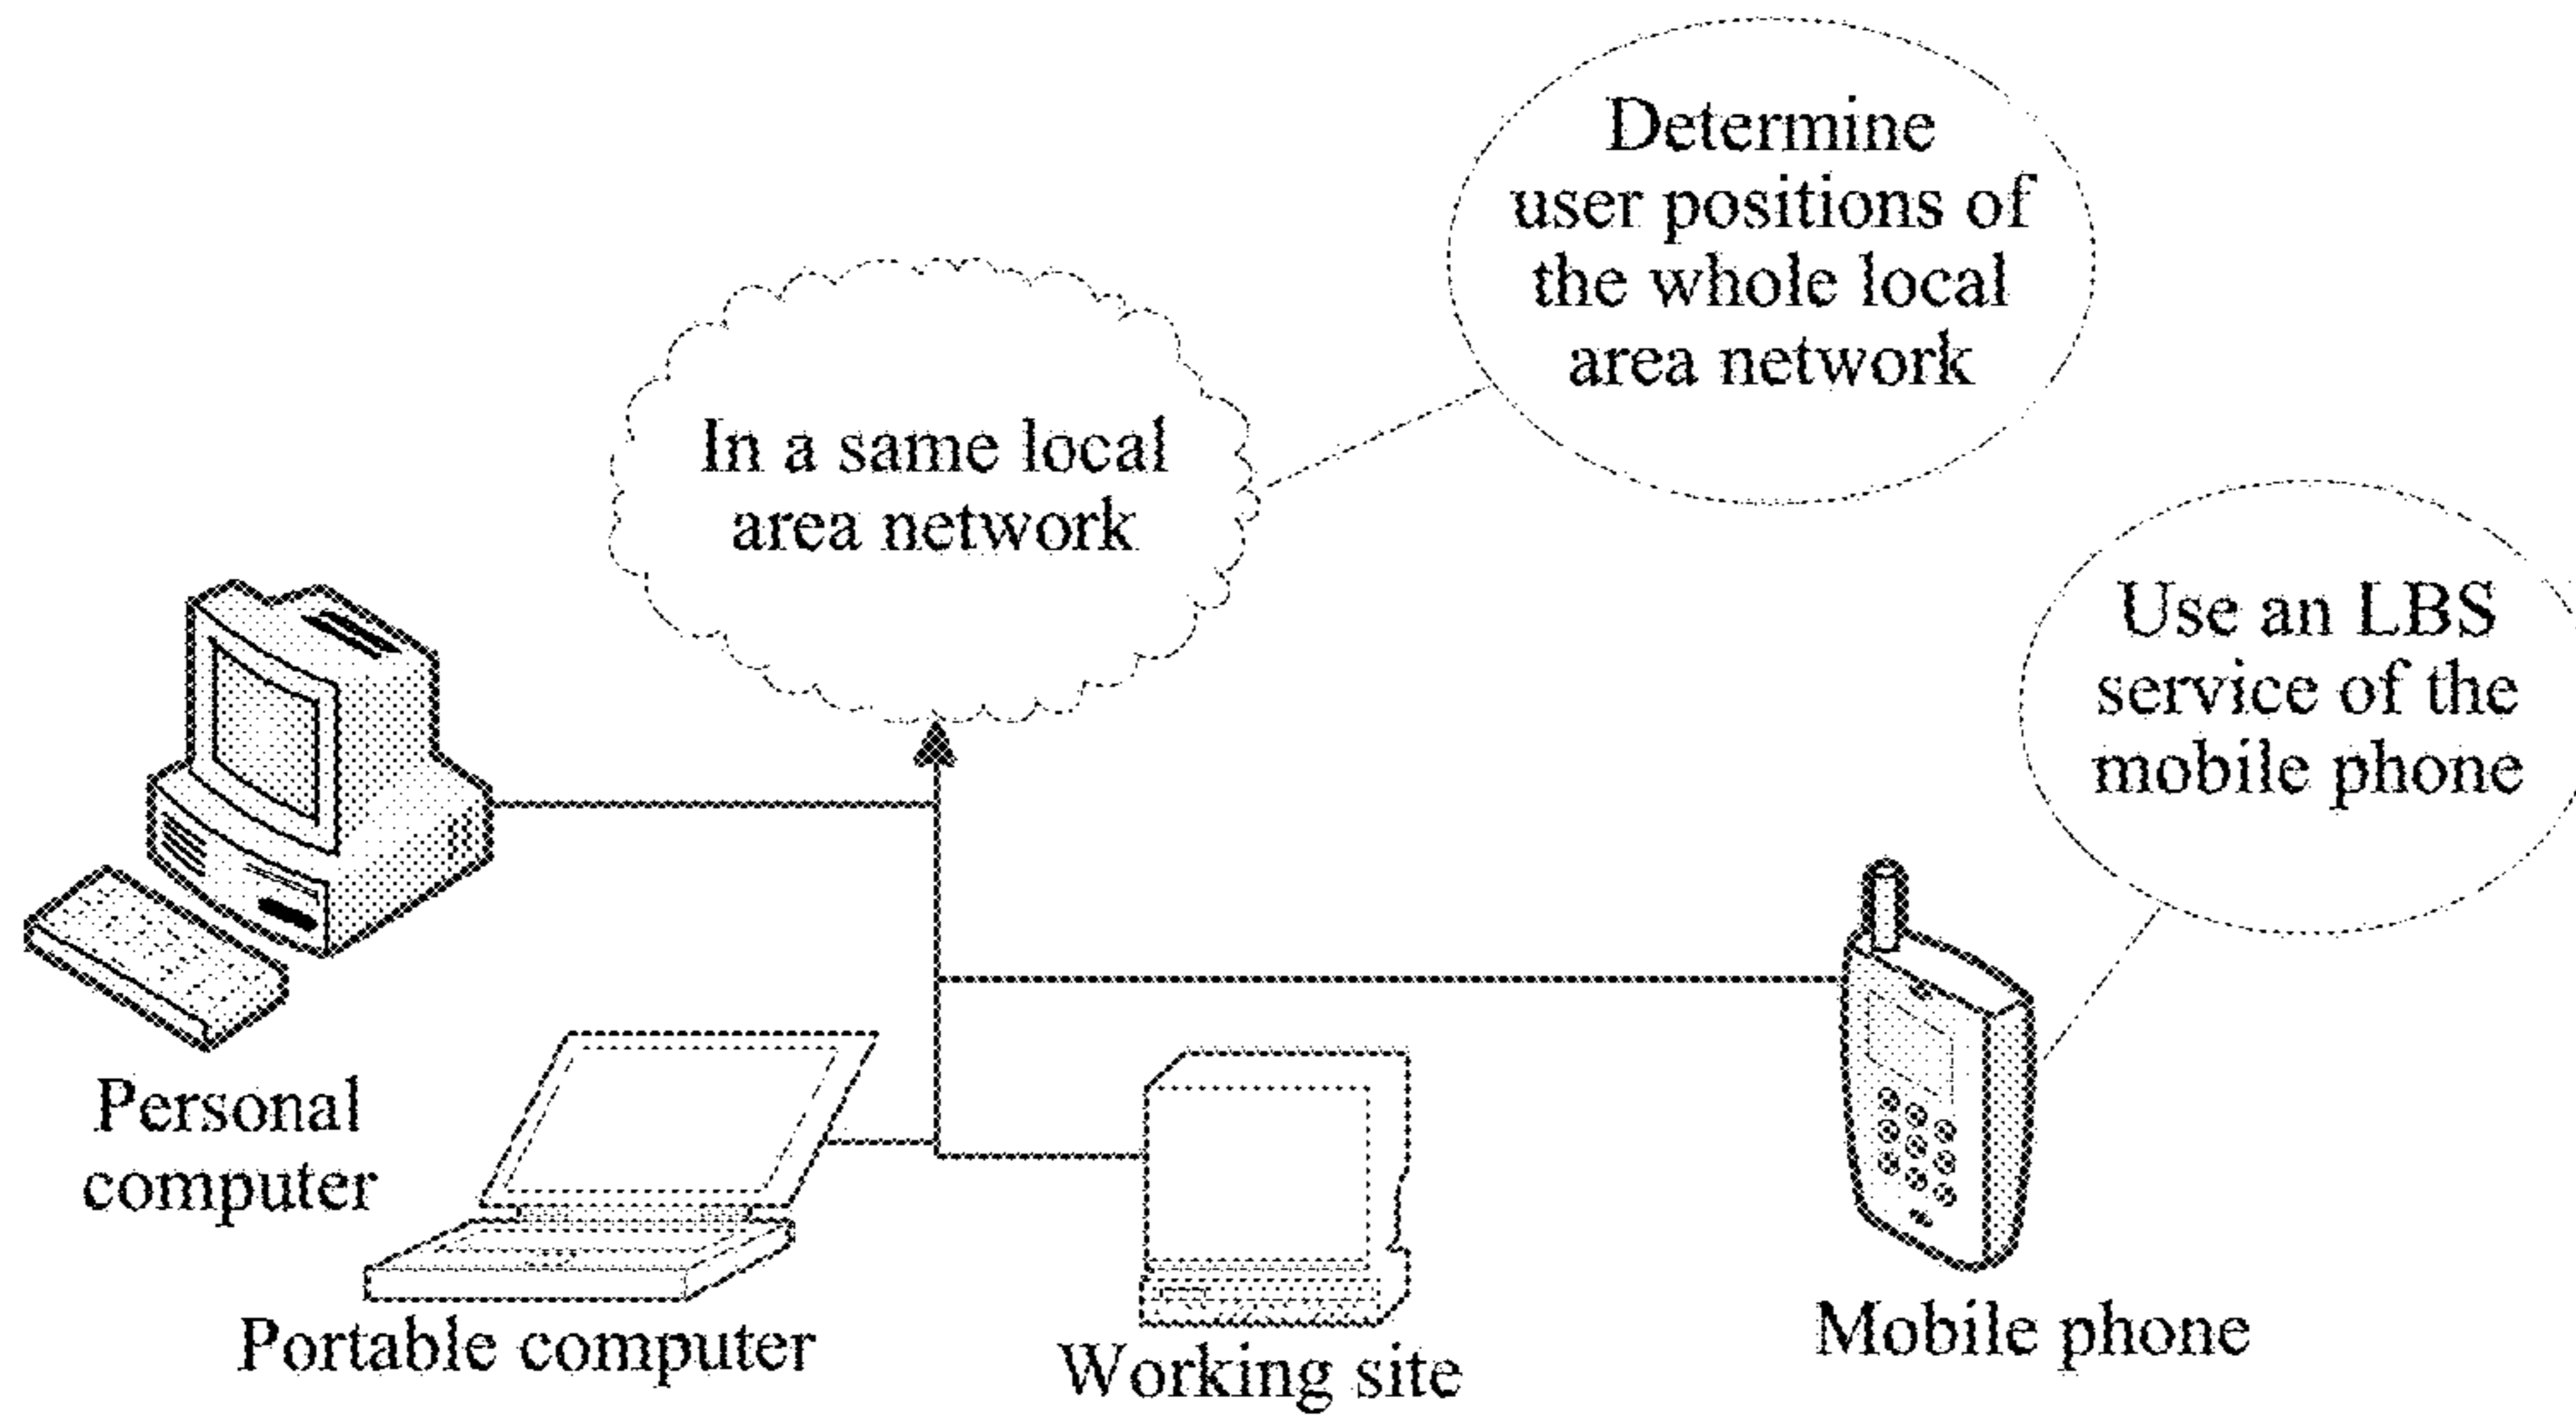 Determine
user positions of
the whole local
area network
In a same local
area network
Use an LBS
service of the
mobile phone
Personal
computer
Portable computer
Working site
Mobile phone